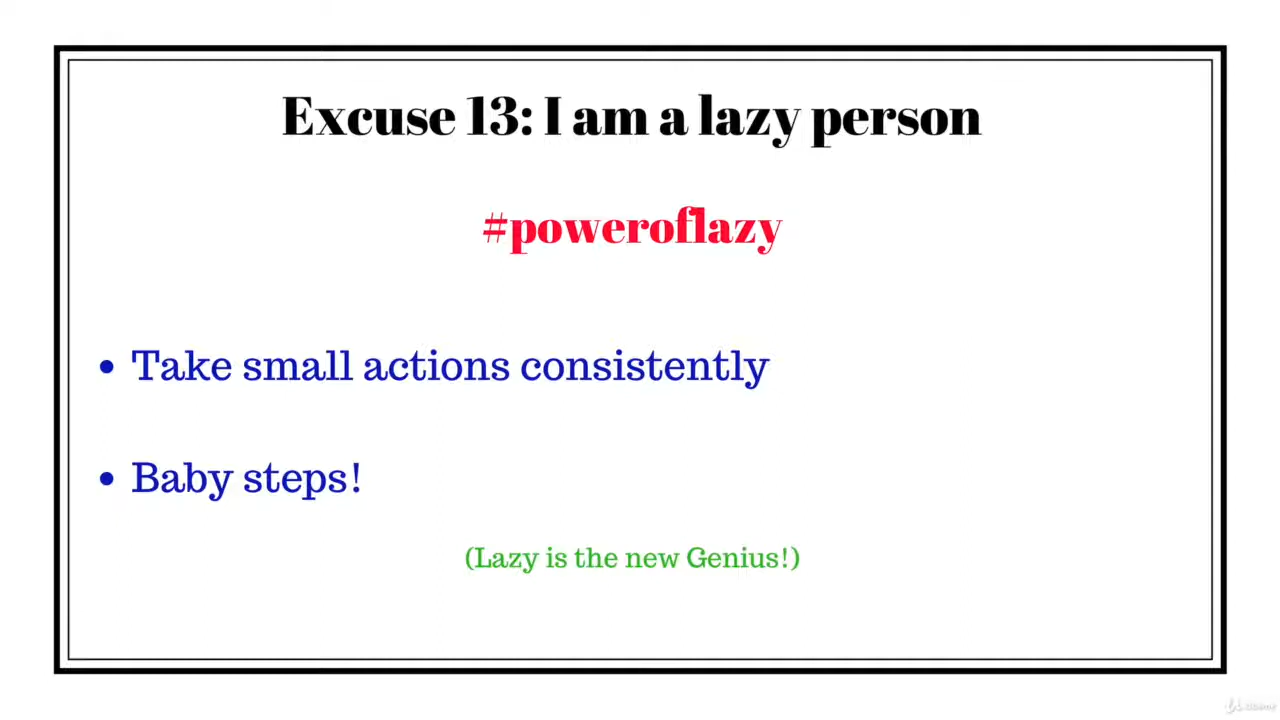 Excuse 13: I am a lazy person
#poweroflazy
• Take small actions consistently
• Baby steps!
(Lazy is the new Genius!)